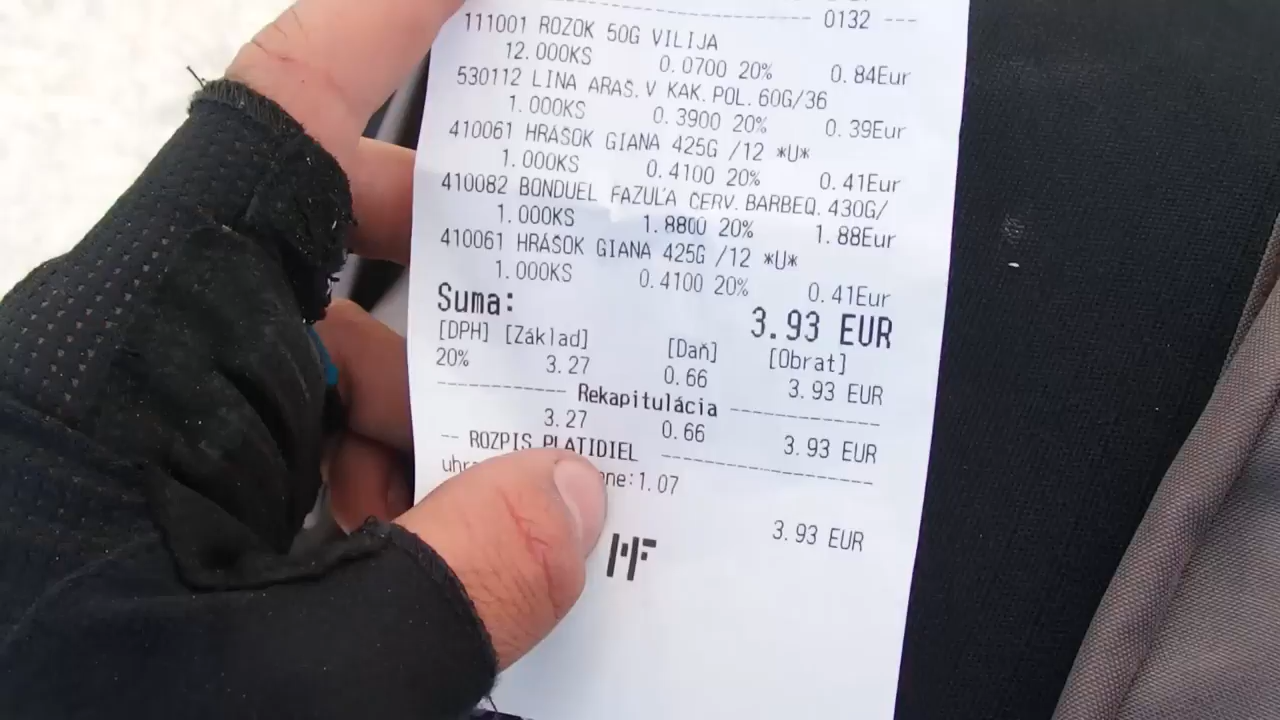 0132 ---
111001 ROZOK 50G VILIJA
12.000KS 0.0700 20% 0.84Eur
530112 LINA ARAŠ. V KAK. POL. 60G/36
1.000KS 0.3900 20% 0.39Eur
410061 HRÁŠOK GIANA 425G /12 *U*
1.000KS 0.4100 20% 0.41Eur
410082 BONDUEL FAZUĽA ČERV. BARBEQ. 430G/
1.000KS 1.8800 20% 1.88Eur
410061 HRÁŠOK GIANA 425G /12 *U*
1.000KS 0.4100 20% 0.41Eur
Suma: 3.93 EUR
[DPH] [Základ] [Daň] [Obrat]
20% 3.27 0.66 3.93 EUR
------------ Rekapitulácia --------------
3.27 0.66 3.93 EUR
-- ROZPIS PLATIDIEL --------------------
:1.07
3.93 EUR
MF